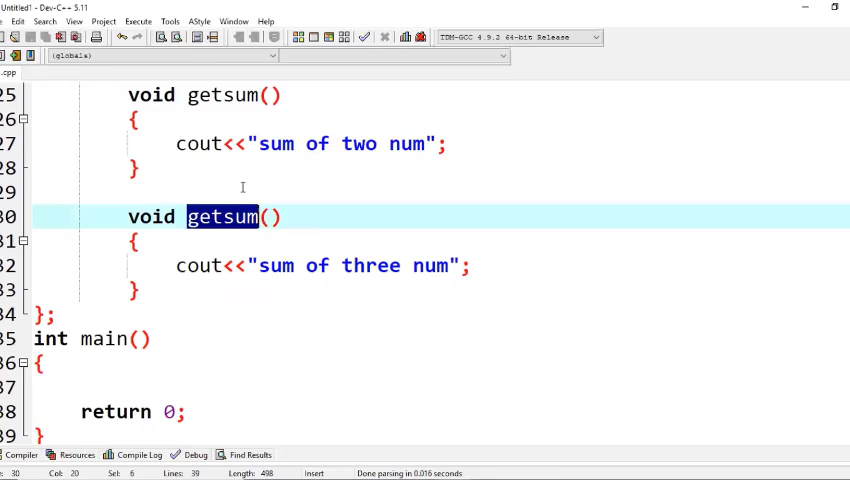 Untitled1 - Dev-C++ 5.11
Edit Search View Project Execute Tools AStyle Window Help
TDM-GCC 4.9.2 64-bit Release
(globals)
.cpp
25 void getsum()
26 {
27 cout<<"sum of two num";
28 }
29
30 void getsum()
31 {
32 cout<<"sum of three num";
33 }
34 };
35 int main()
36 {
37
38 return 0;
39 }
Compiler Resources Compile Log Debug Find Results
: 30 Col: 20 Sel: 6 Lines: 39 Length: 498 Insert Done parsing in 0.016 seconds